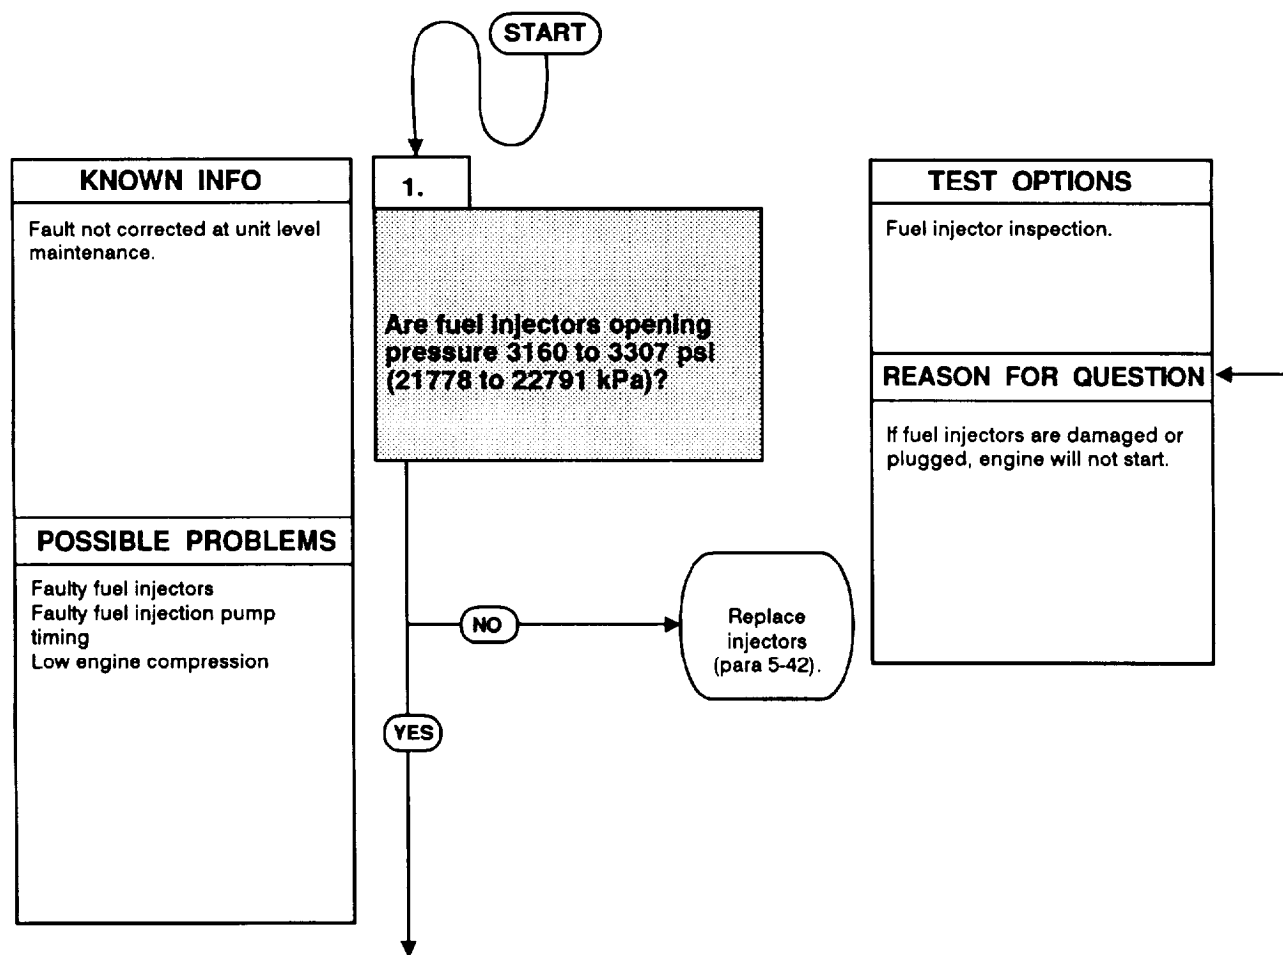 START
KNOWN INFO
Fault not corrected at unit level
maintenance.
POSSIBLE PROBLEMS
Faulty fuel injectors
Faulty fuel injection pump
timing
Low engine compression
1.
Are fuel injectors opening
pressure 3160 to 3307 psi
(21778 to 22791 kPa)?
NO
Replace
injectors
(para 5-42).
YES
TEST OPTIONS
Fuel injector inspection.
REASON FOR QUESTION
If fuel injectors are damaged or
plugged, engine will not start.